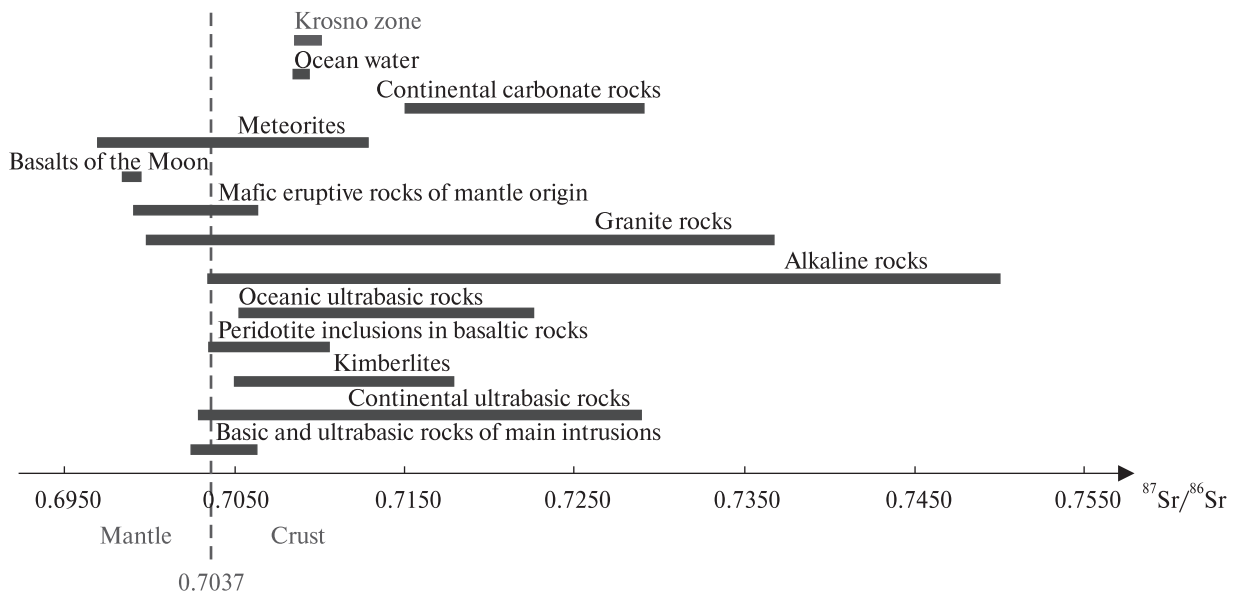 Krosno zone
Ocean water
Continental carbonate rocks
Meteorites
Basalts of the Moon
Mafic eruptive rocks of mantle origin
Granite rocks
Alkaline rocks
Oceanic ultrabasic rocks
Peridotite inclusions in basaltic rocks
Kimberlites
Continental ultrabasic rocks
Basic and ultrabasic rocks of main intrusions
0.6950 0.7050 0.7150 0.7250 0.7350 0.7450 0.7550 ⁸⁷Sr/⁸⁶Sr
Mantle Crust
0.7037